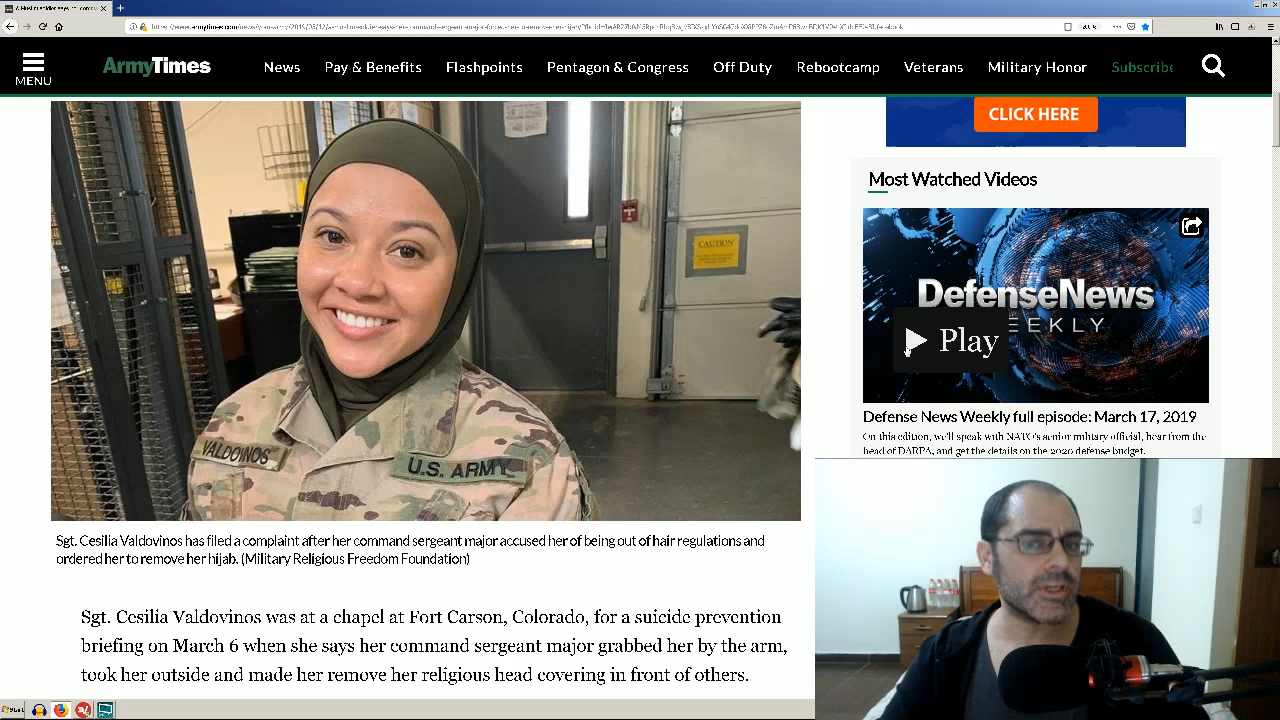 MENU
ArmyTimes
News
Pay & Benefits
Flashpoints
Pentagon & Congress
Off Duty
Rebootcamp
Veterans
Military Honor
Subscribe
CLICK HERE
Most Watched Videos
CAUTION
DefenseNews
WEEKLY
Play
VALDOVINOS
U.S. ARMY
Defense News Weekly full episode: March 17, 2019
On this edition, we'll speak with NATO's senior military official, hear from the
head of DARPA, and get the details on the 2020 defense budget.
Sgt. Cesilia Valdovinos has filed a complaint after her command sergeant major accused her of being out of hair regulations and
ordered her to remove her hijab. (Military Religious Freedom Foundation)
Sgt. Cesilia Valdovinos was at a chapel at Fort Carson, Colorado, for a suicide prevention
briefing on March 6 when she says her command sergeant major grabbed her by the arm,
took her outside and made her remove her religious head covering in front of others.
Start